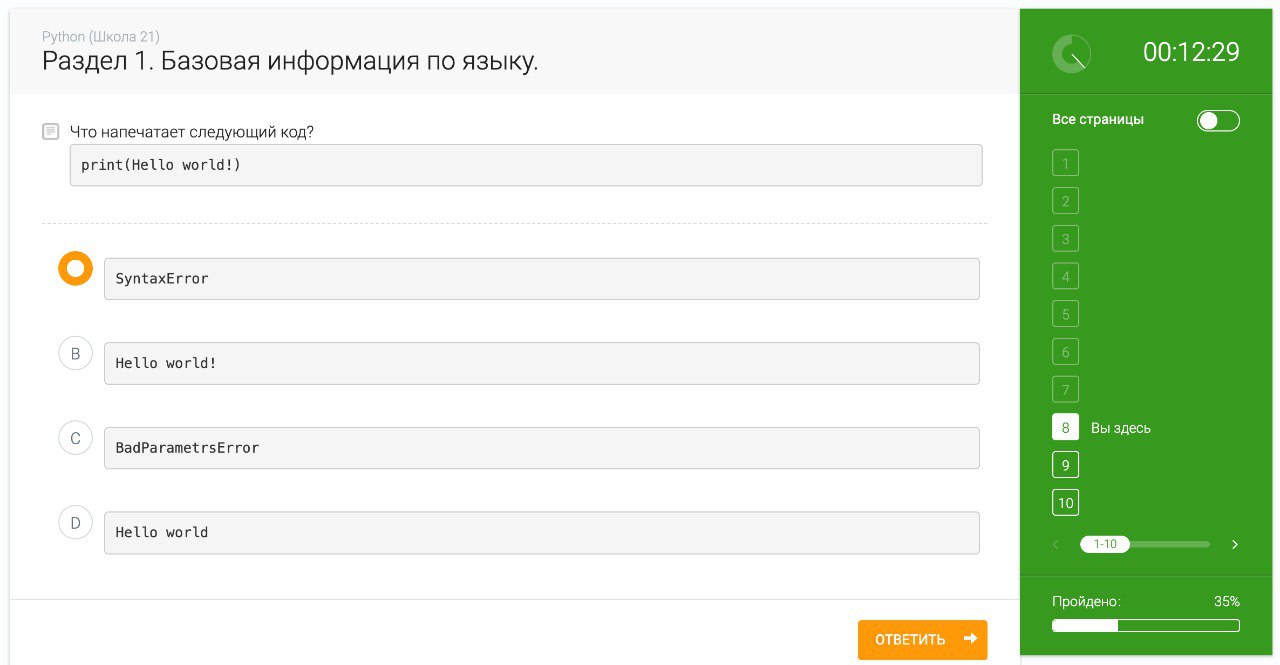 Python (Школа 21)
Раздел 1. Базовая информация по языку.
Что напечатает следующий код?
print(Hello world!)
SyntaxError
B
Hello world!
C
BadParametrsError
D
Hello world
ОТВЕТИТЬ
00:12:29
Все страницы
1
2
3
4
5
6
7
8 Вы здесь
9
10
1-10
Пройдено: 35%